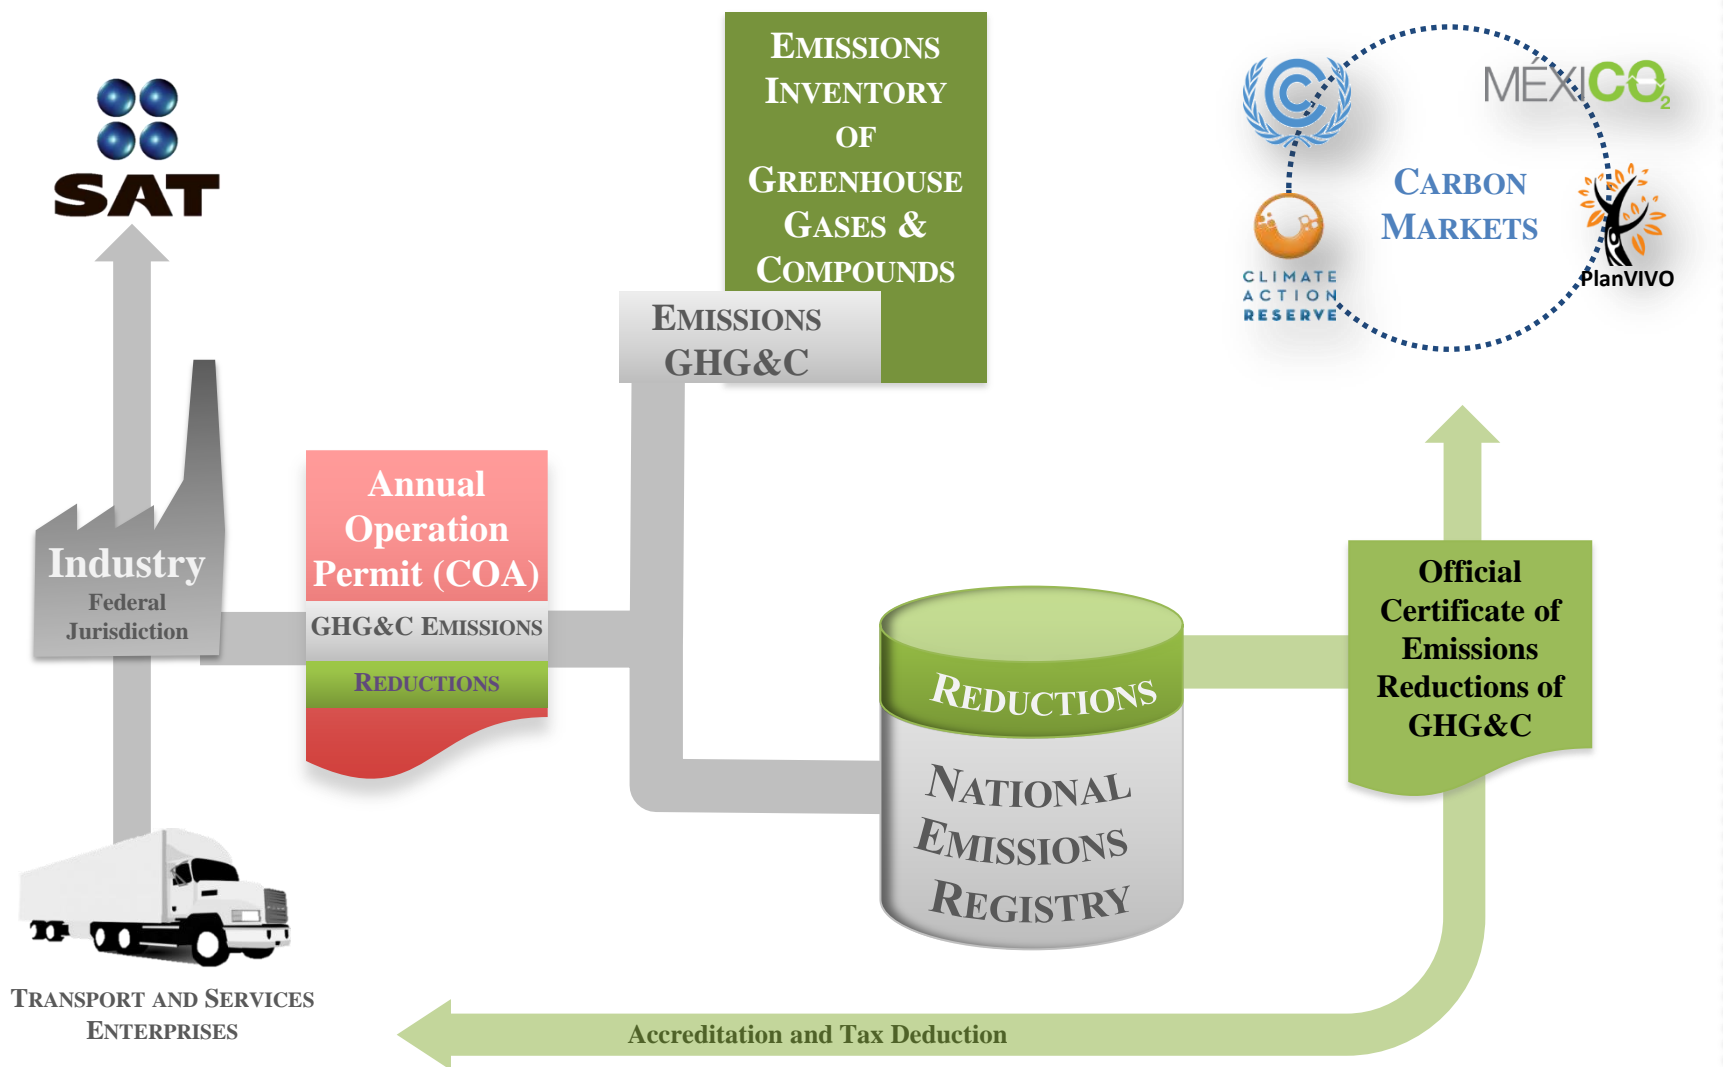 SAT
EMISSIONS
INVENTORY
OF
GREENHOUSE
GASES &
COMPOUNDS
EMISSIONS
GHG&C
MÉXICO2
CARBON
MARKETS
CLIMATE
ACTION
RESERVE
PlanVIVO
Industry
Federal
Jurisdiction
Annual
Operation
Permit (COA)
GHG&C EMISSIONS
REDUCTIONS
REDUCTIONS
NATIONAL
EMISSIONS
REGISTRY
Official
Certificate of
Emissions
Reductions of
GHG&C
TRANSPORT AND SERVICES
ENTERPRISES
Accreditation and Tax Deduction